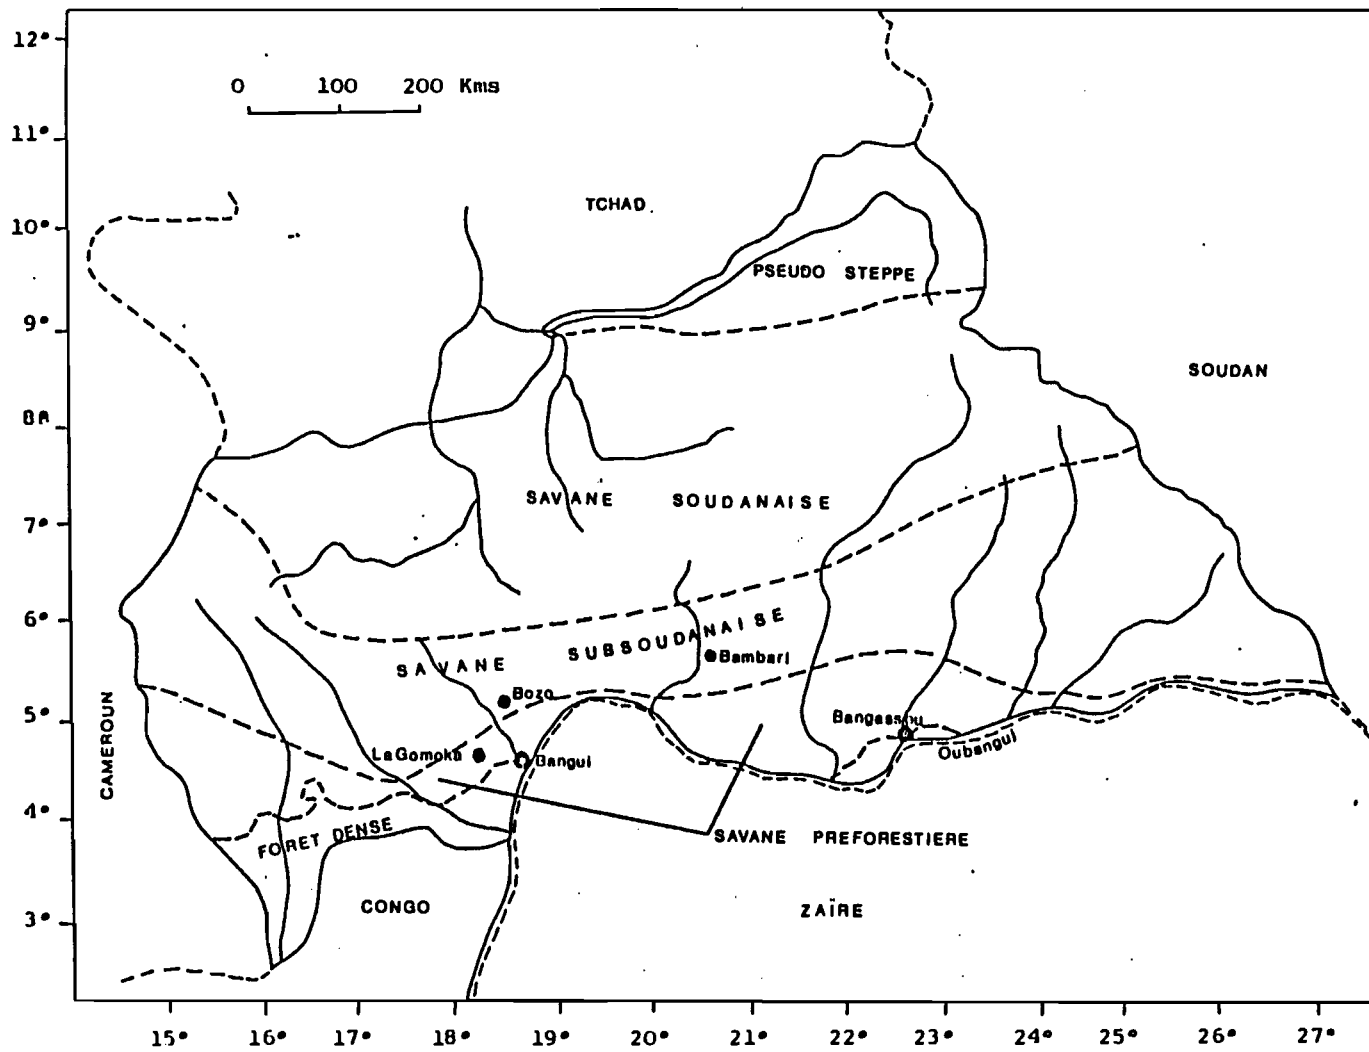 12°
0 100 200 Kms
11°
TCHAD
10°
PSEUDO STEPPE
9°
SOUDAN
8°
SAVANE SOUDANAISE
7°
6°
SAVANE SUBSOUDANAISE
Bambari
Bozo
5°
CAMEROUN
Bangassou
Oubangui
La Gomoka
Bangui
4°
FORET DENSE
SAVANE PREFORESTIERE
CONGO
ZAÏRE
3°
15° 16° 17° 18° 19° 20° 21° 22° 23° 24° 25° 26° 27°